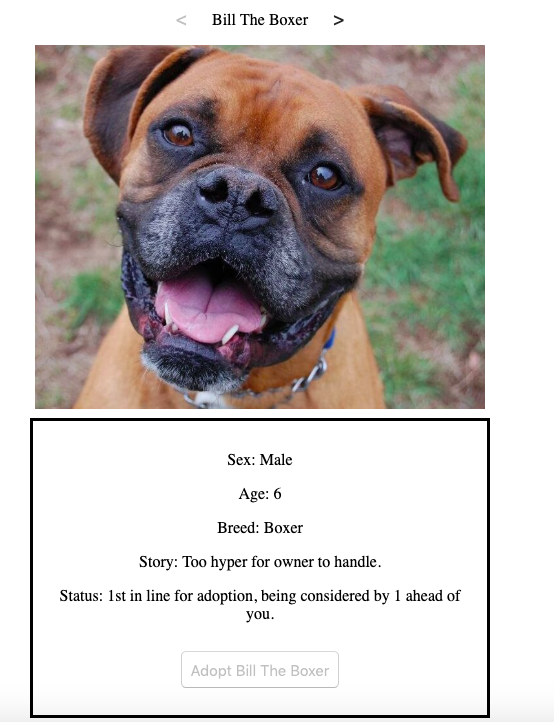 < Bill The Boxer >
Sex: Male
Age: 6
Breed: Boxer
Story: Too hyper for owner to handle.
Status: 1st in line for adoption, being considered by 1 ahead of
you.
Adopt Bill The Boxer